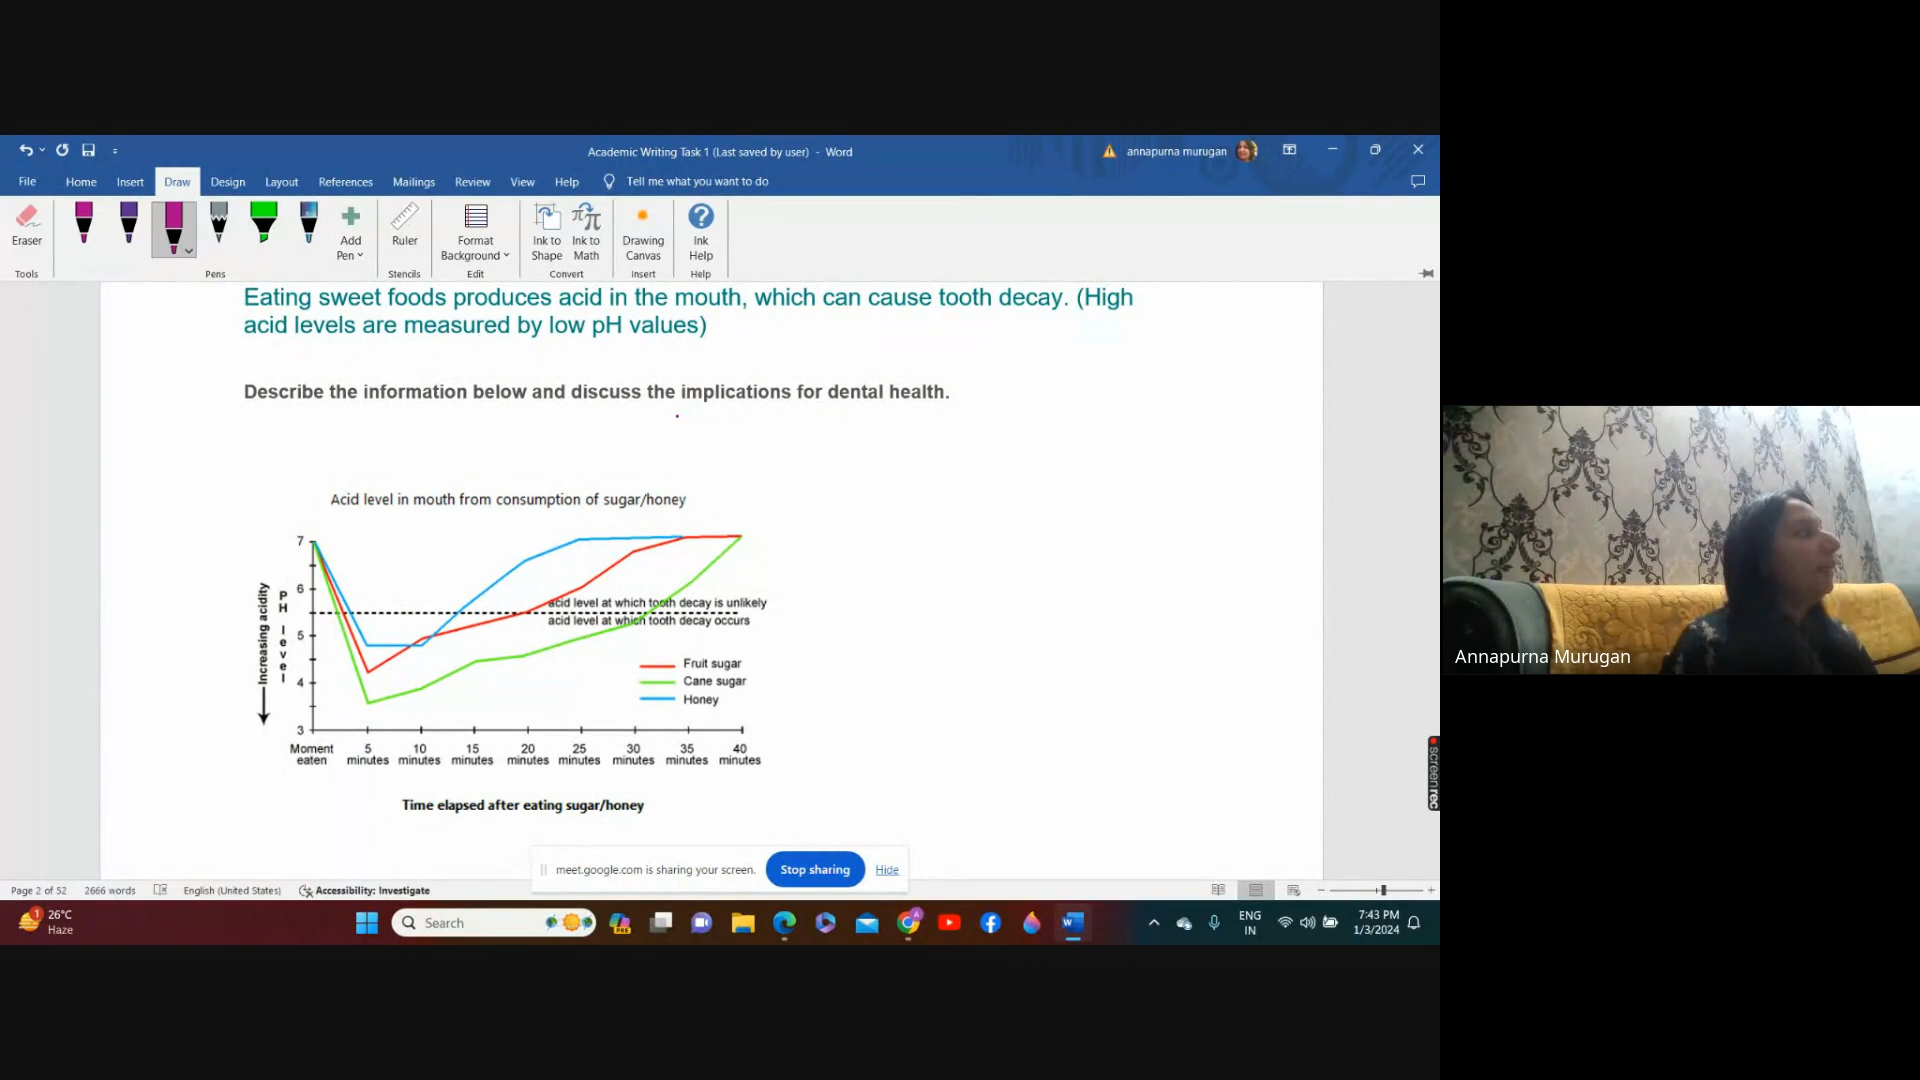 Academic Writing Task 1 (Last saved by user) - Word
annapurna murugan
File Home Insert Draw Design Layout References Mailings Review View Help Tell me what you want to do
Eraser
Add Pen
Ruler
Format Background
Ink to Shape
Ink to Math
Drawing Canvas
Ink Help
Tools Pens Stencils Edit Convert Insert Help
Eating sweet foods produces acid in the mouth, which can cause tooth decay. (High
acid levels are measured by low pH values)
Describe the information below and discuss the implications for dental health.
Acid level in mouth from consumption of sugar/honey
7
6
5
4
3
Increasing acidity
PH level
acid level at which tooth decay is unlikely
acid level at which tooth decay occurs
Fruit sugar
Cane sugar
Honey
Moment eaten
5 minutes
10 minutes
15 minutes
20 minutes
25 minutes
30 minutes
35 minutes
40 minutes
Time elapsed after eating sugar/honey
meet.google.com is sharing your screen. Stop sharing Hide
Page 2 of 52 2666 words English (United States) Accessibility: Investigate
1
26°C
Haze
Search
PRE
A
ENG
IN
7:43 PM
1/3/2024
screenrec
Annapurna Murugan